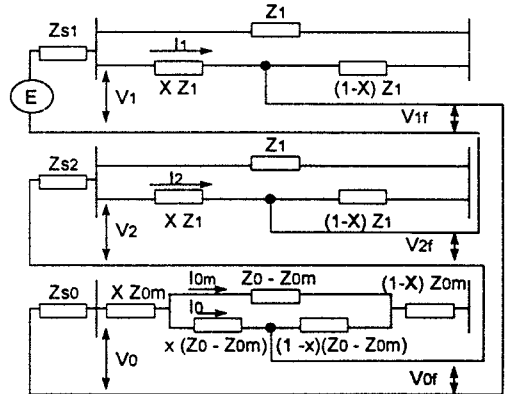 Zs1 Z1
I1
E V1 X Z1 (1-X) Z1 V1f
Zs2 Z1
I2
V2 X Z1 (1-X) Z1 V2f
Zs0 X Z0m I0m Z0 - Z0m (1-X) Z0m
I0
V0 x (Z0 - Z0m) (1 -x)(Z0 - Z0m) V0f